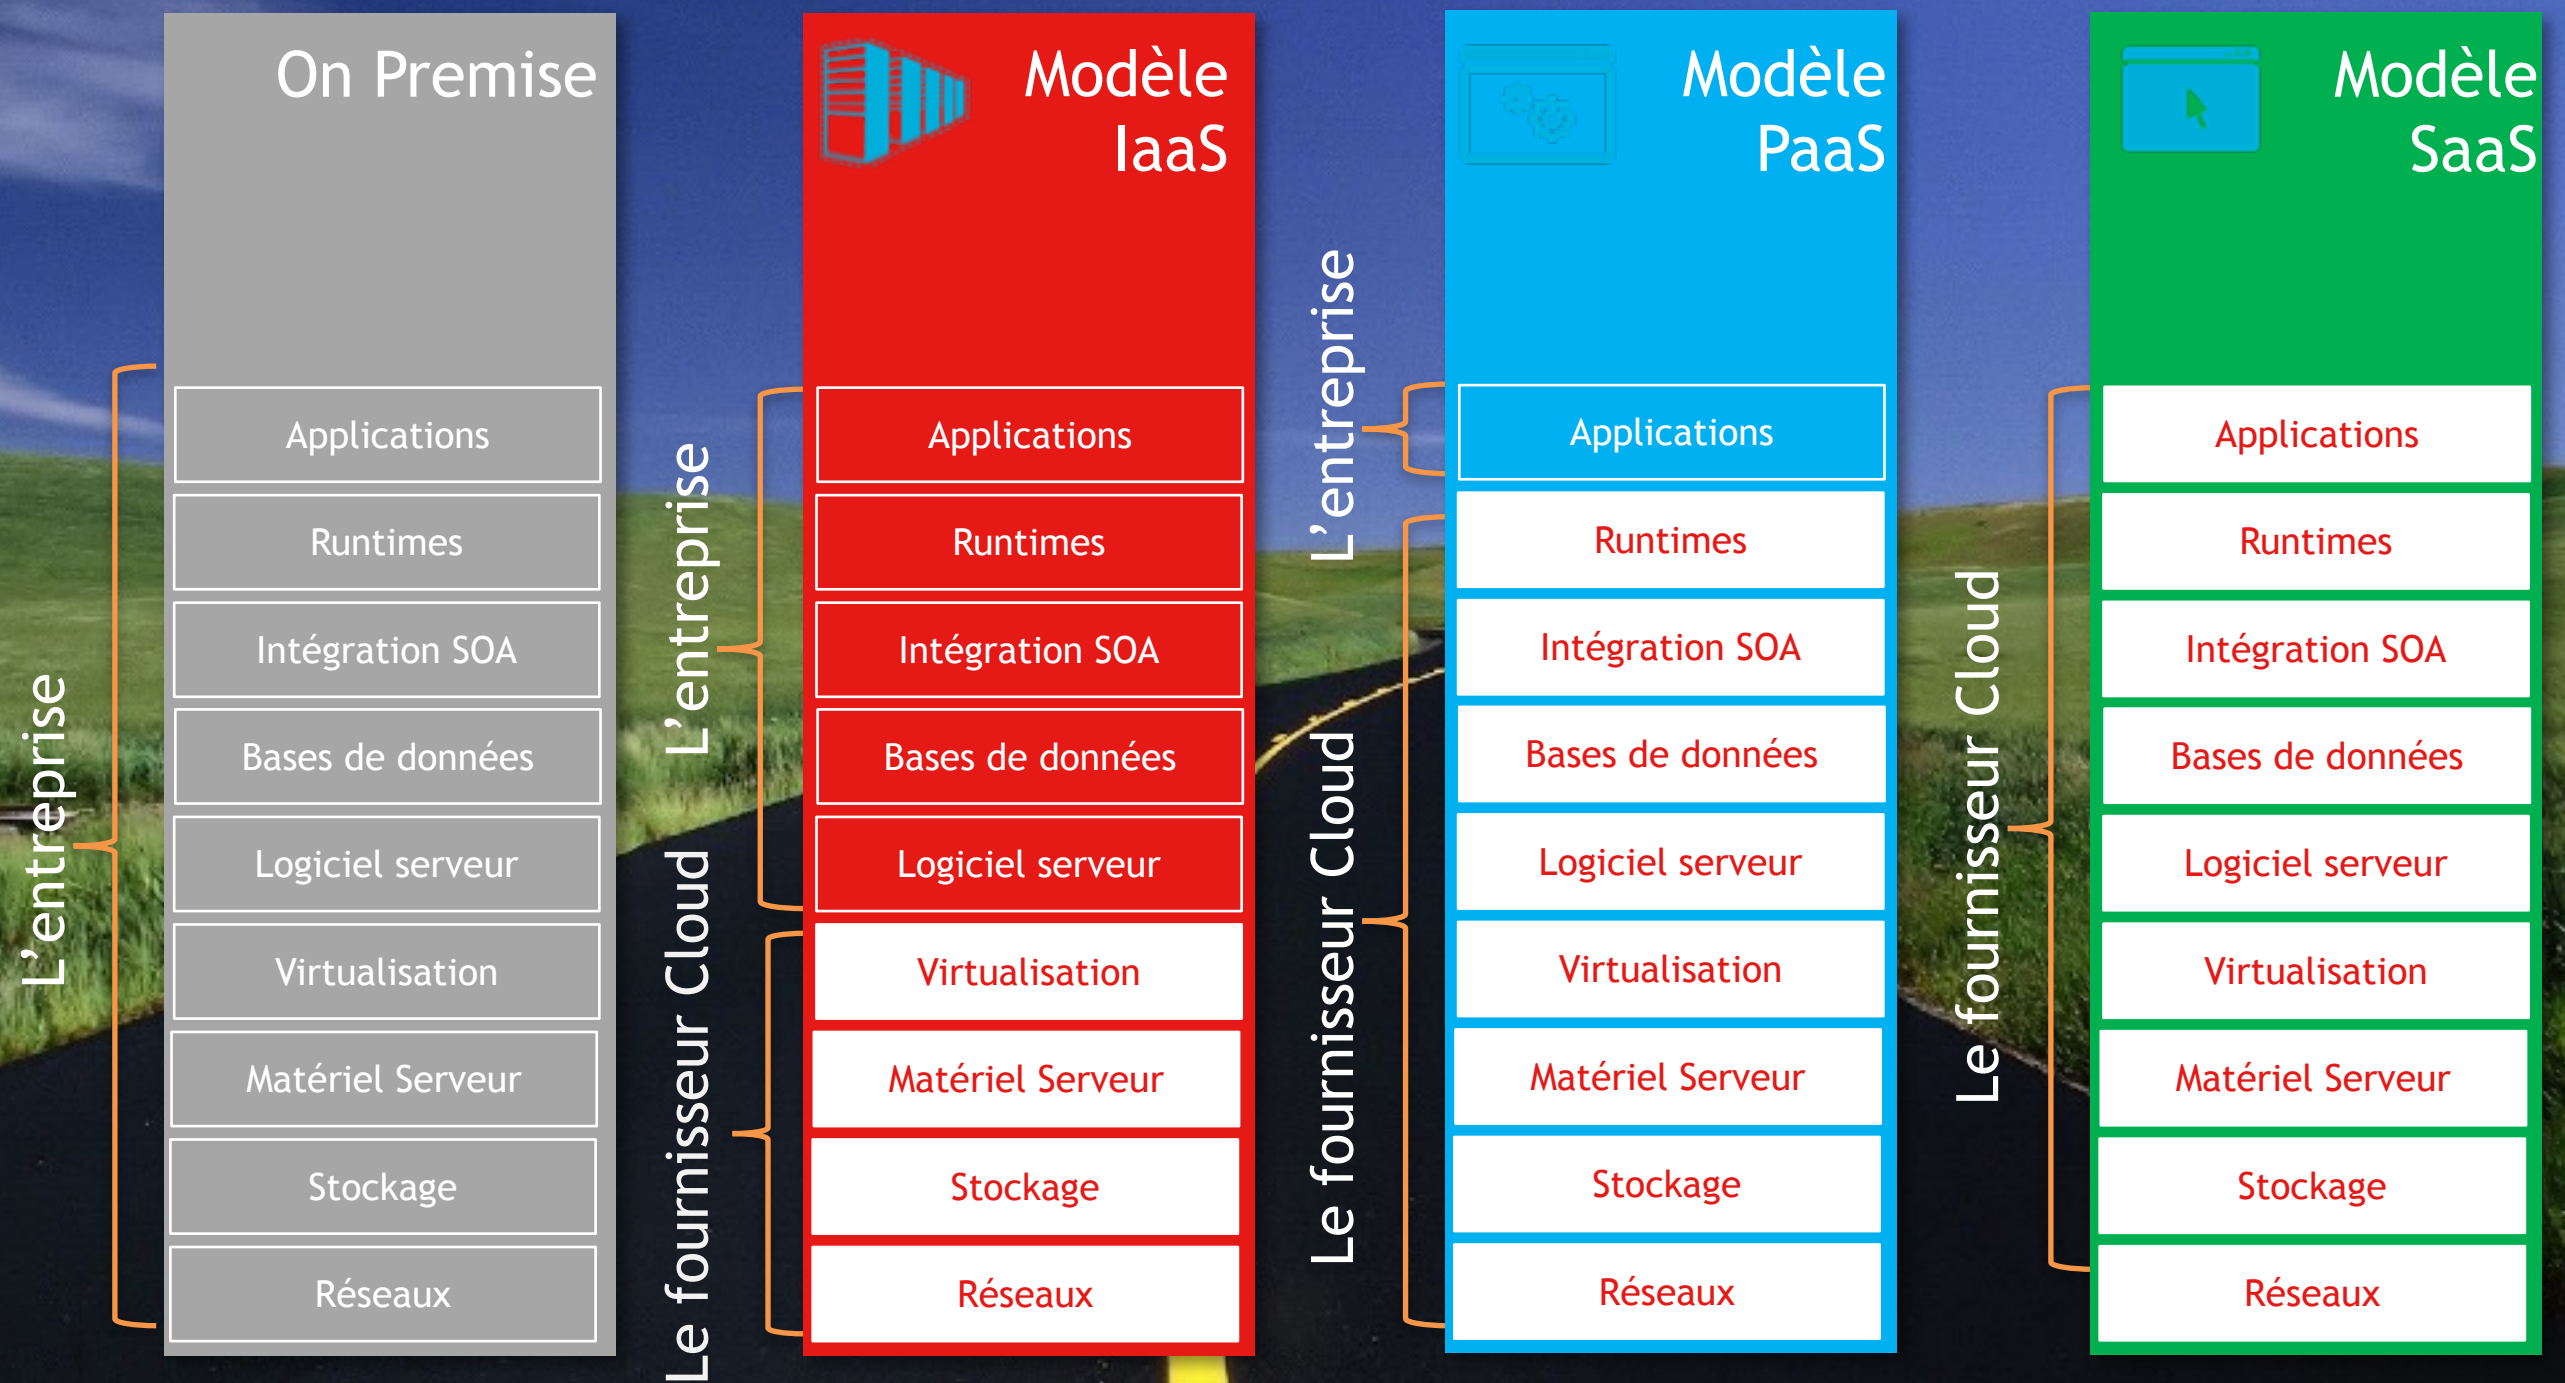 On Premise
L'entreprise
Applications
Runtimes
Intégration SOA
Bases de données
Logiciel serveur
Virtualisation
Matériel Serveur
Stockage
Réseaux
Modèle
IaaS
L'entreprise
Le fournisseur Cloud
Applications
Runtimes
Intégration SOA
Bases de données
Logiciel serveur
Virtualisation
Matériel Serveur
Stockage
Réseaux
Modèle
PaaS
L'entreprise
Le fournisseur Cloud
Applications
Runtimes
Intégration SOA
Bases de données
Logiciel serveur
Virtualisation
Matériel Serveur
Stockage
Réseaux
Modèle
SaaS
Le fournisseur Cloud
Applications
Runtimes
Intégration SOA
Bases de données
Logiciel serveur
Virtualisation
Matériel Serveur
Stockage
Réseaux